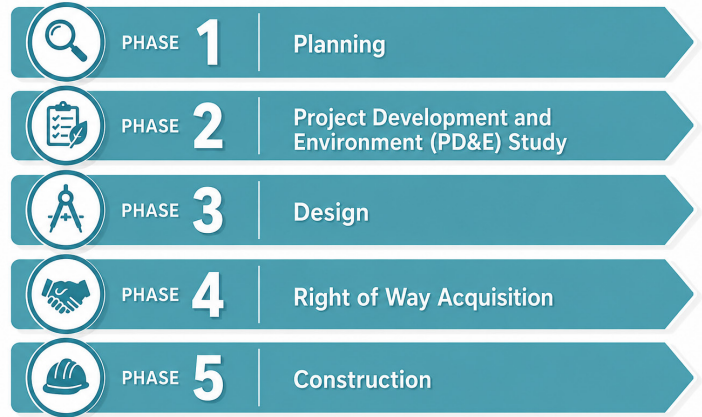 PHASE 1 Planning
PHASE 2 Project Development and
Environment (PD&E) Study
PHASE 3 Design
PHASE 4 Right of Way Acquisition
PHASE 5 Construction